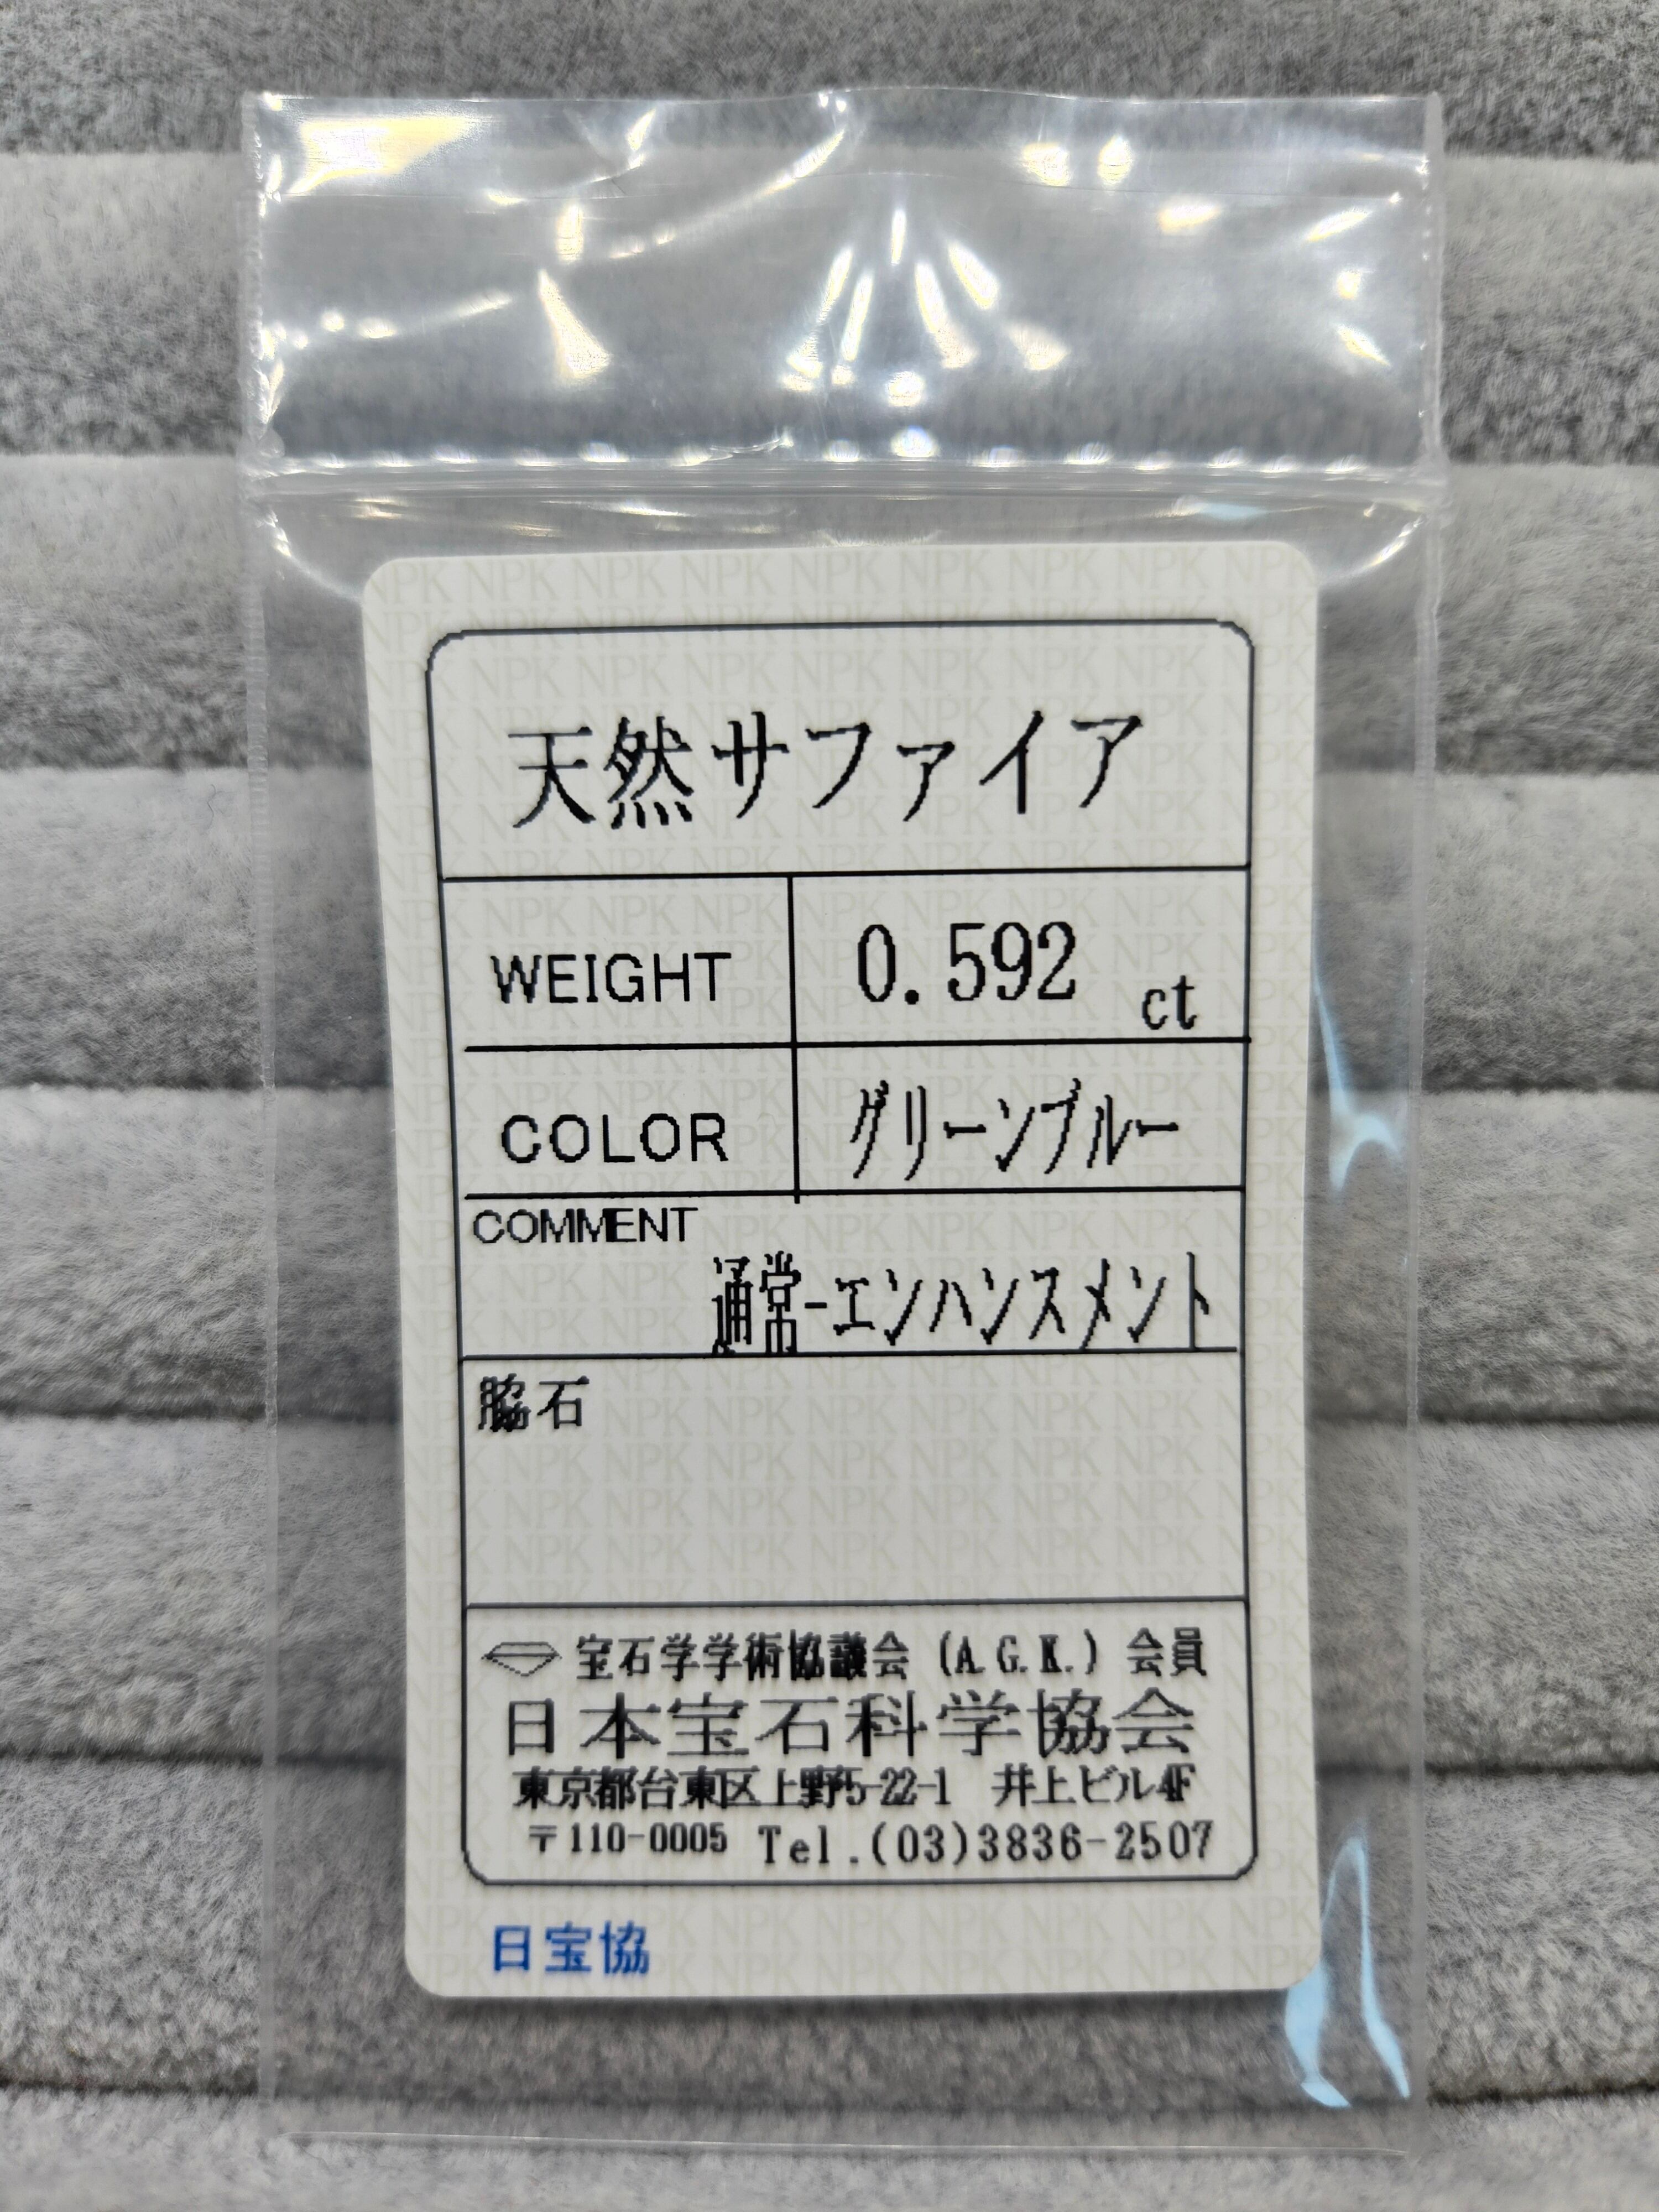 天然サファイア
WEIGHT 0.592 ct
COLOR グリーンブルー
COMMENT
通常-エンハンスメント
脇石
宝石学学術協議会 (A.G.K.) 会員
日本宝石科学協会
東京都台東区上野5-22-1 井上ビル4F
〒110-0005 Tel.(03)3836-2507
日宝協